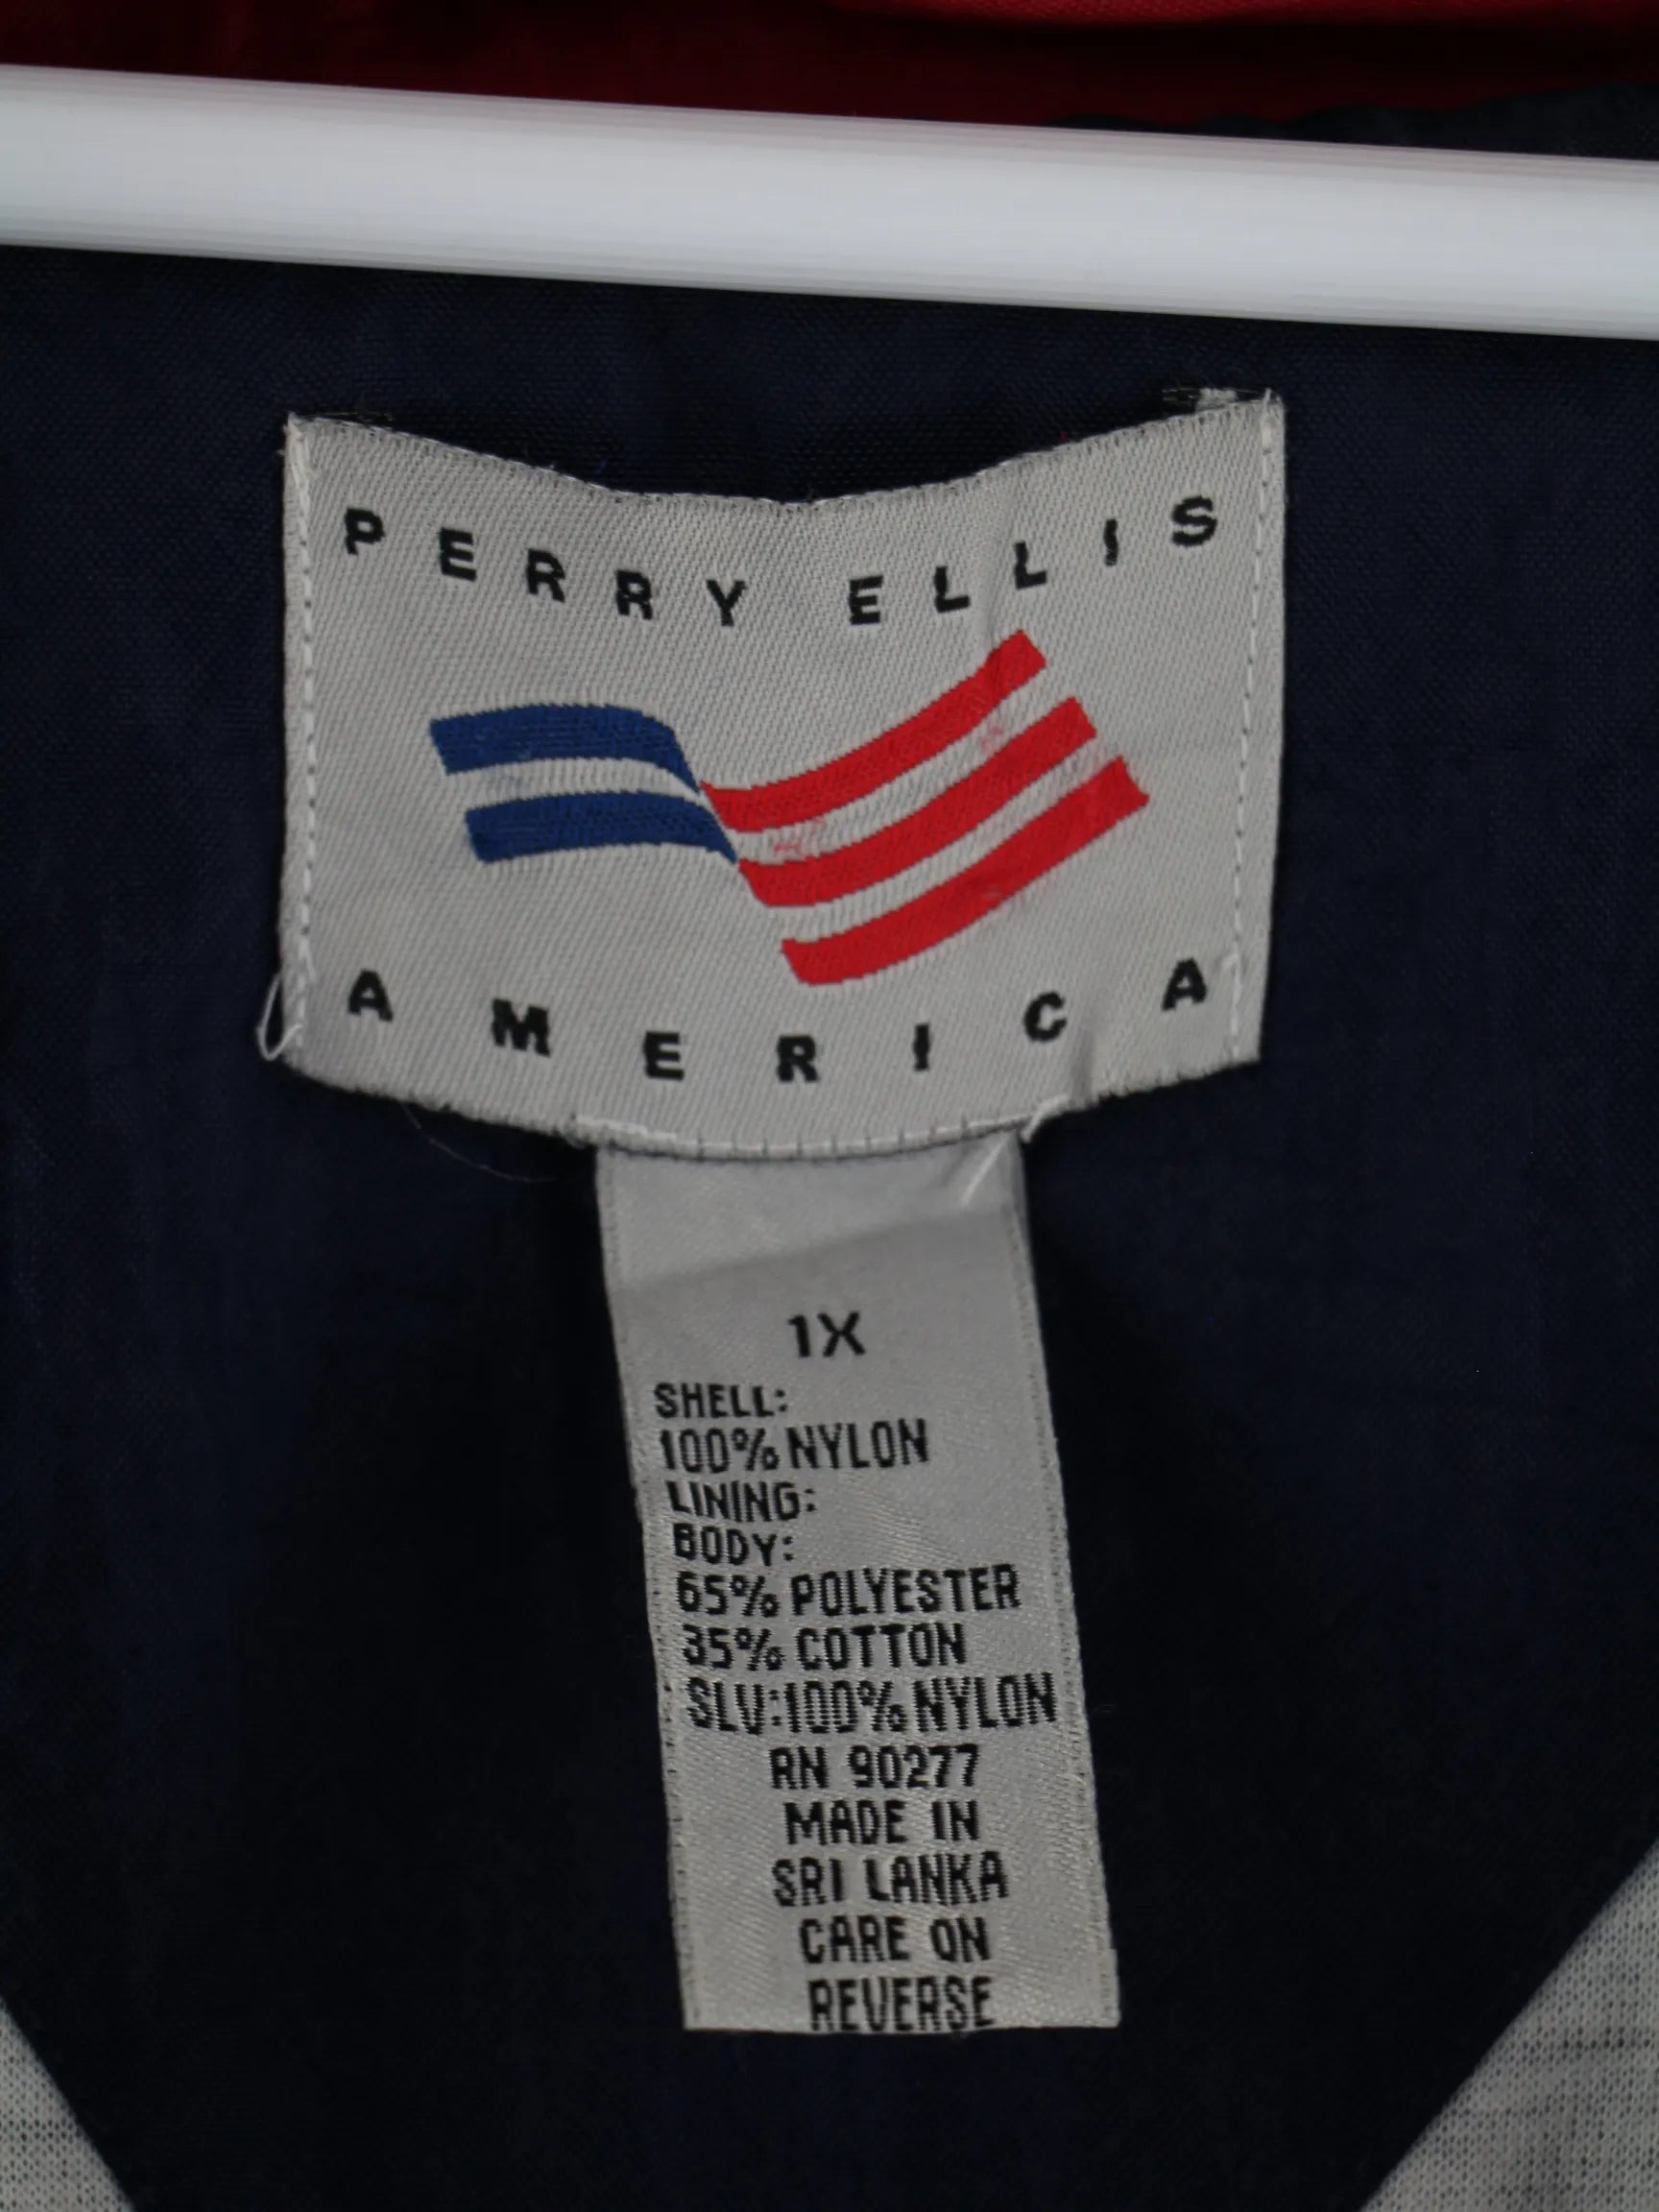 PERRY ELLIS
AMERICA
1X
SHELL:
100% NYLON
LINING:
BODY:
65% POLYESTER
35% COTTON
SLV:100% NYLON
RN 90277
MADE IN
SRI LANKA
CARE ON
REVERSE